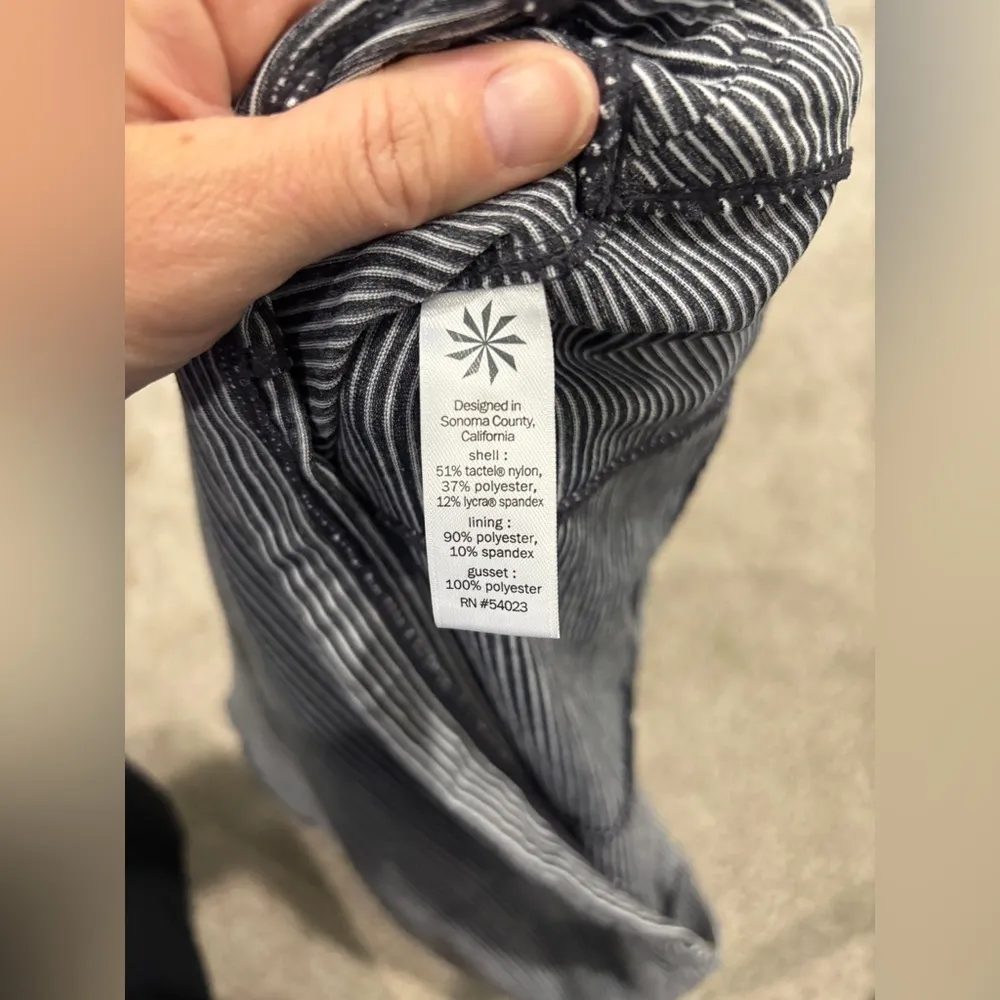 Designed in
Sonoma County,
California
shell :
51% tactel® nylon,
37% polyester,
12% lycra® spandex
lining :
90% polyester,
10% spandex
gusset :
100% polyester
RN #54023